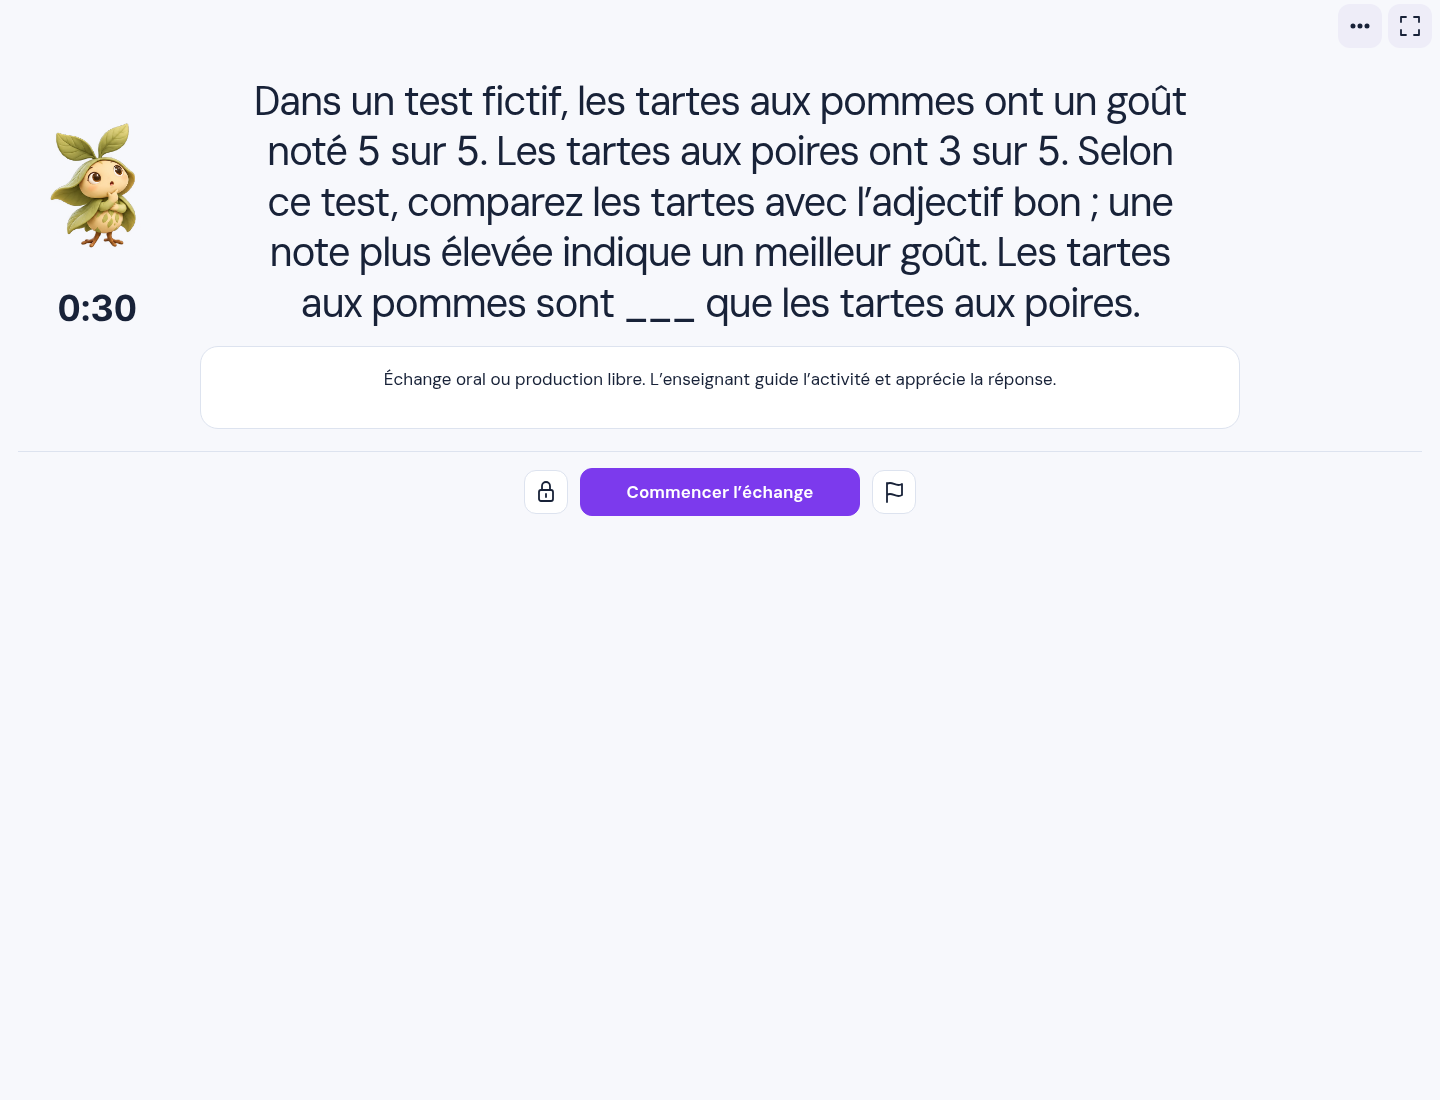 Dans un test fictif, les tartes aux pommes ont un goût
noté 5 sur 5. Les tartes aux poires ont 3 sur 5. Selon
ce test, comparez les tartes avec l’adjectif bon ; une
note plus élevée indique un meilleur goût. Les tartes
aux pommes sont ___ que les tartes aux poires.
0:30
Échange oral ou production libre. L’enseignant guide l’activité et apprécie la réponse.
Commencer l’échange